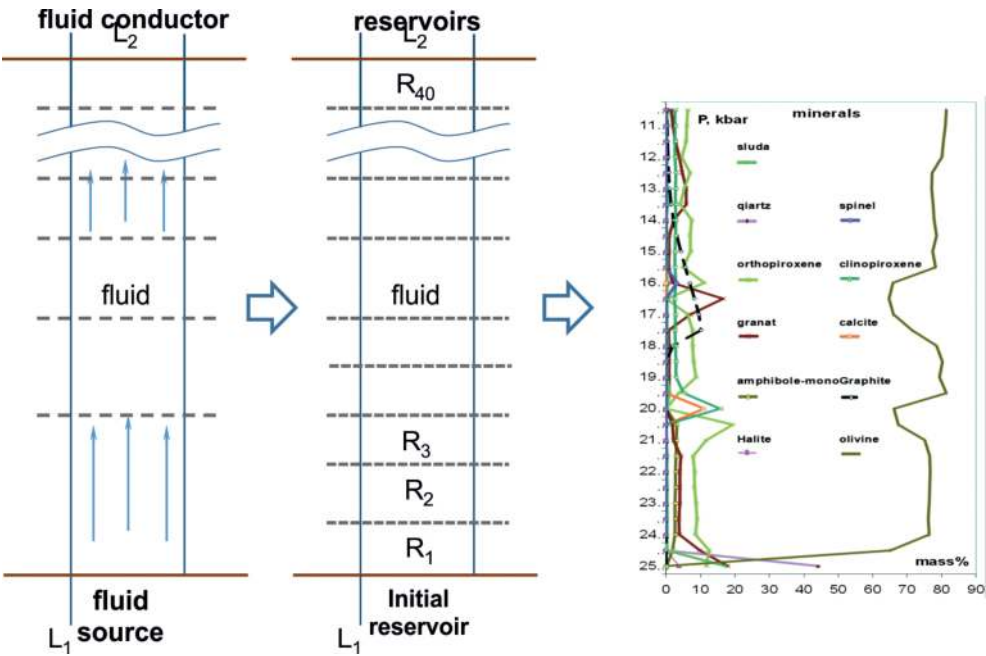 fluid conductor
L2
fluid
fluid
source
L1
reservoirs
L2
R40
fluid
R3
R2
R1
Initial
reservoir
L1
P, kbar
minerals
sluda
qiartz
spinel
orthopiroxene
clinopiroxene
granat
calcite
amphibole-mono
Graphite
Halite
olivine
mass%
11.
12.
13.
14.
15.
16.
17.
18.
19.
20.
21.
22.
23.
24.
25.
0 10 20 30 40 50 60 70 80 90